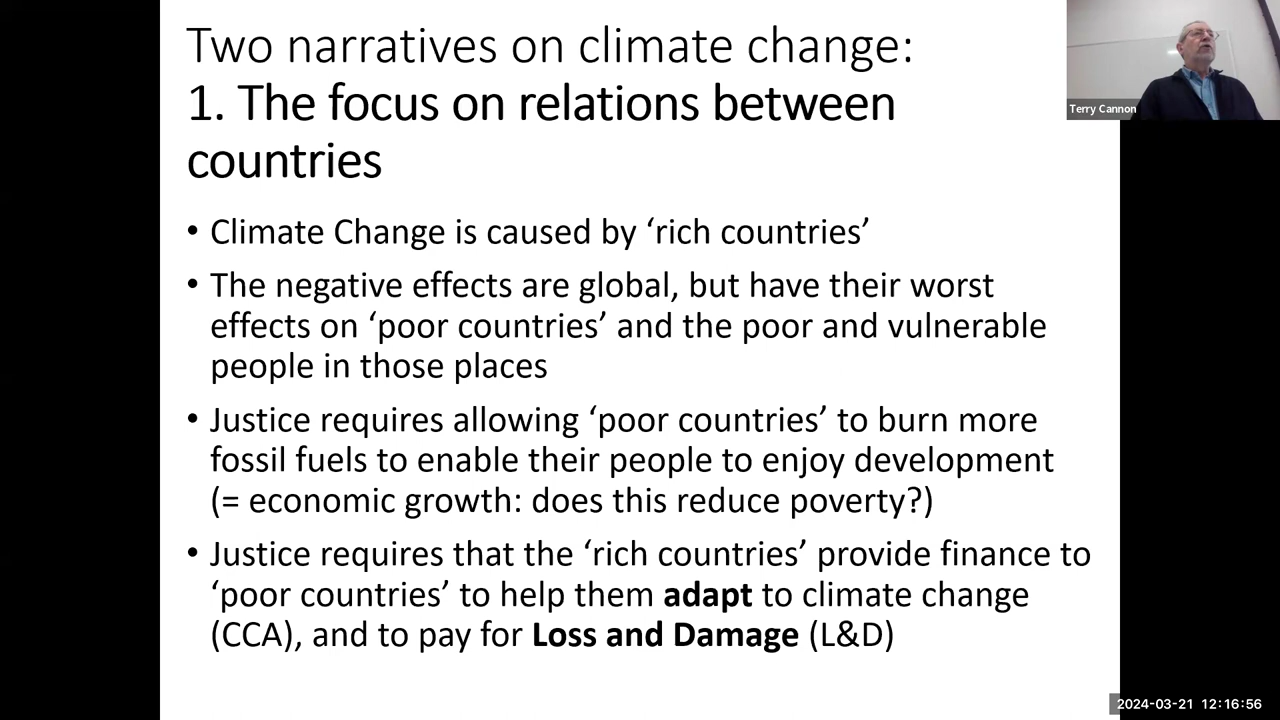 Two narratives on climate change:
1. The focus on relations between
countries
• Climate Change is caused by ‘rich countries’
• The negative effects are global, but have their worst
effects on ‘poor countries’ and the poor and vulnerable
people in those places
• Justice requires allowing ‘poor countries’ to burn more
fossil fuels to enable their people to enjoy development
(= economic growth: does this reduce poverty?)
• Justice requires that the ‘rich countries’ provide finance to
‘poor countries’ to help them adapt to climate change
(CCA), and to pay for Loss and Damage (L&D)
Terry Cannon
2024-03-21 12:16:56